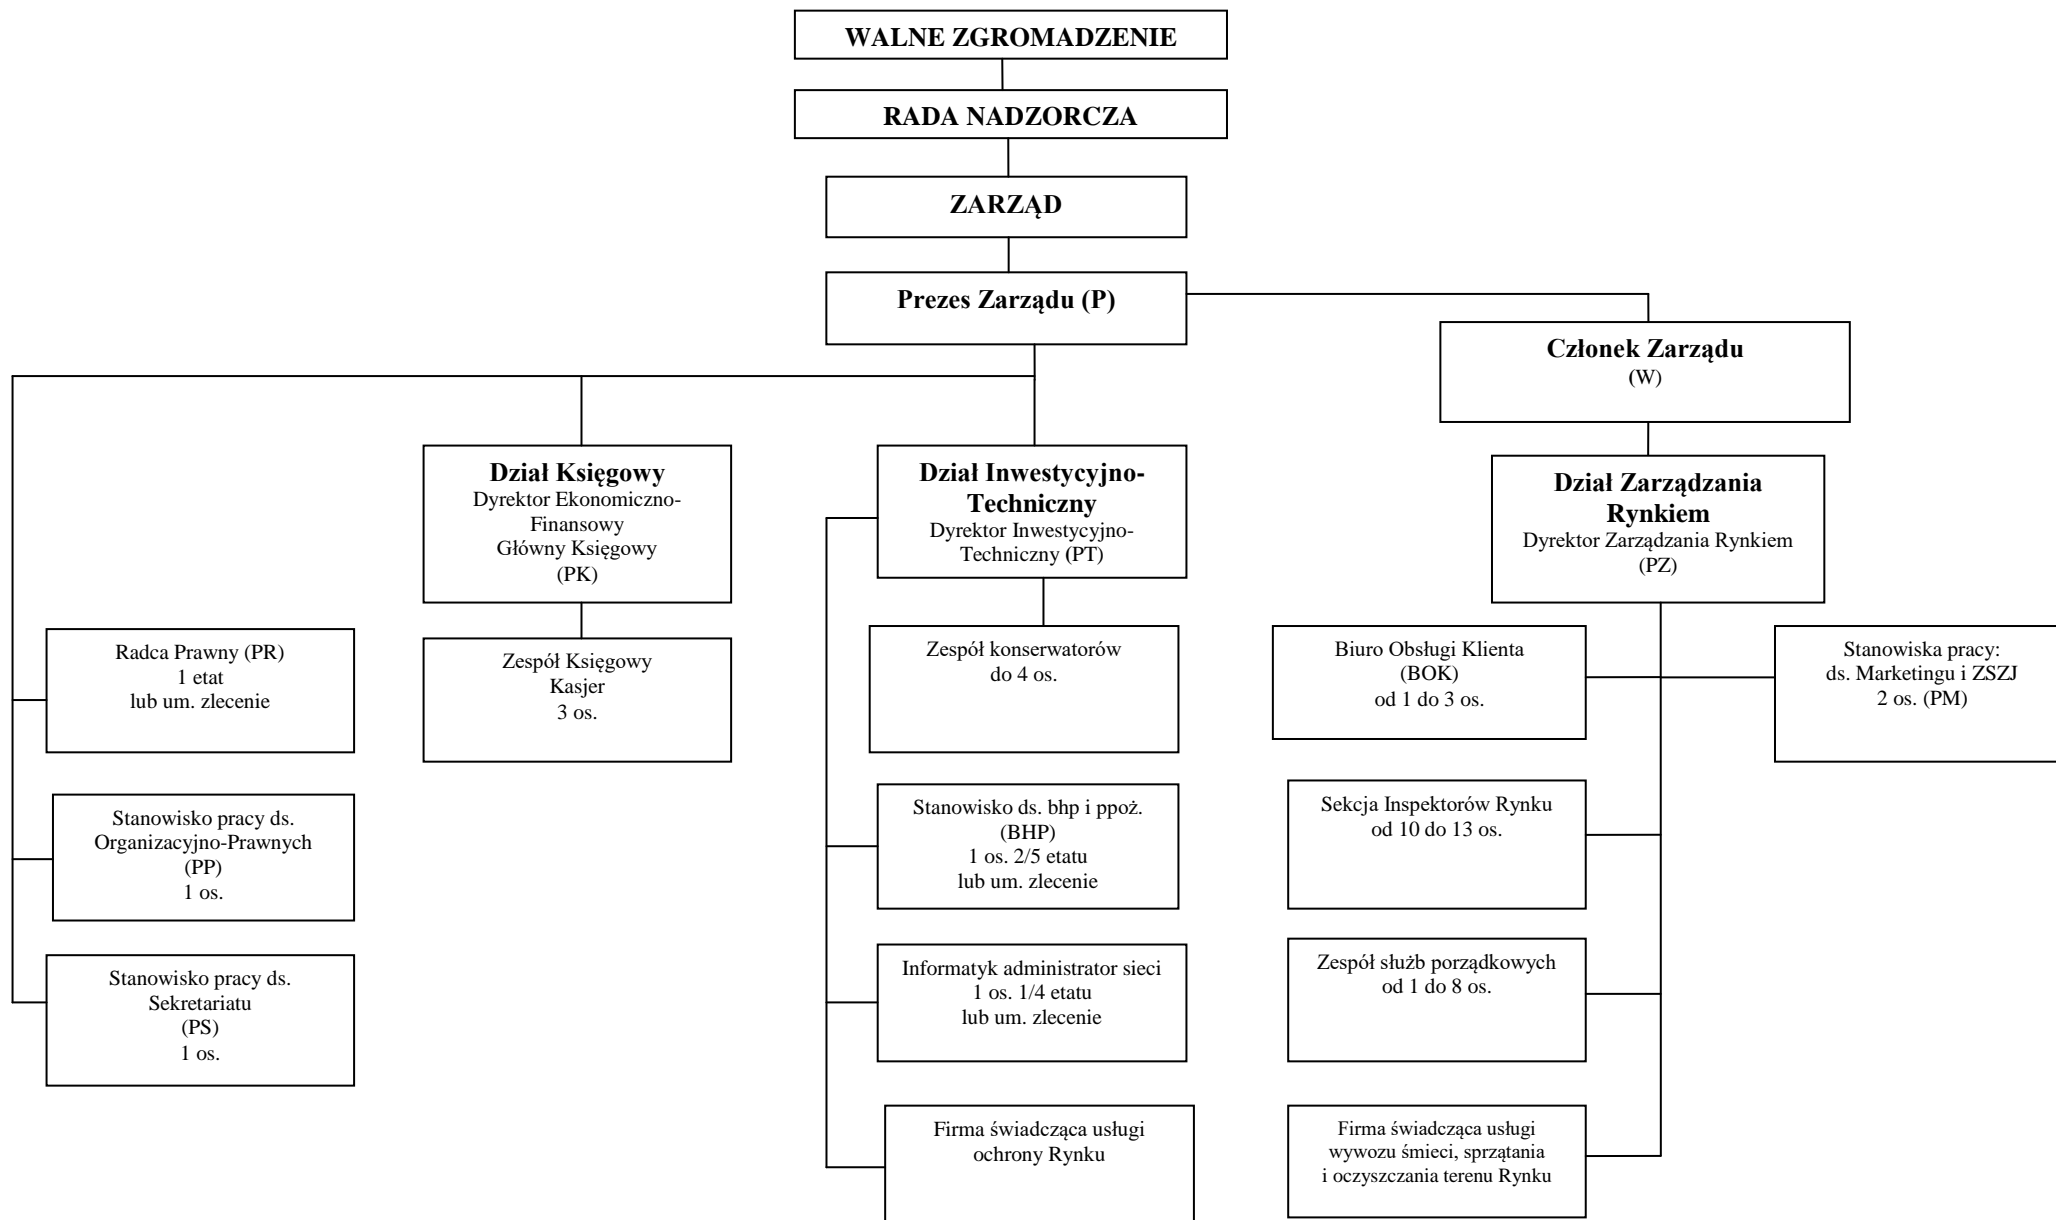 WALNE ZGROMADZENIE
RADA NADZORCZA
ZARZĄD
Prezes Zarządu (P)
Członek Zarządu
(W)
Dział Księgowy
Dyrektor Ekonomiczno-
Finansowy
Główny Księgowy
(PK)
Dział Inwestycyjno-
Techniczny
Dyrektor Inwestycyjno-
Techniczny (PT)
Dział Zarządzania
Rynkiem
Dyrektor Zarządzania Rynkiem
(PZ)
Radca Prawny (PR)
1 etat
lub um. zlecenie
Zespół Księgowy
Kasjer
3 os.
Zespół konserwatorów
do 4 os.
Biuro Obsługi Klienta
(BOK)
od 1 do 3 os.
Stanowiska pracy:
ds. Marketingu i ZSZJ
2 os. (PM)
Stanowisko pracy ds.
Organizacyjno-Prawnych
(PP)
1 os.
Stanowisko ds. bhp i ppoż.
(BHP)
1 os. 2/5 etatu
lub um. zlecenie
Sekcja Inspektorów Rynku
od 10 do 13 os.
Stanowisko pracy ds.
Sekretariatu
(PS)
1 os.
Informatyk administrator sieci
1 os. 1/4 etatu
lub um. zlecenie
Zespół służb porządkowych
od 1 do 8 os.
Firma świadcząca usługi
ochrony Rynku
Firma świadcząca usługi
wywozu śmieci, sprzątania
i oczyszczania terenu Rynku